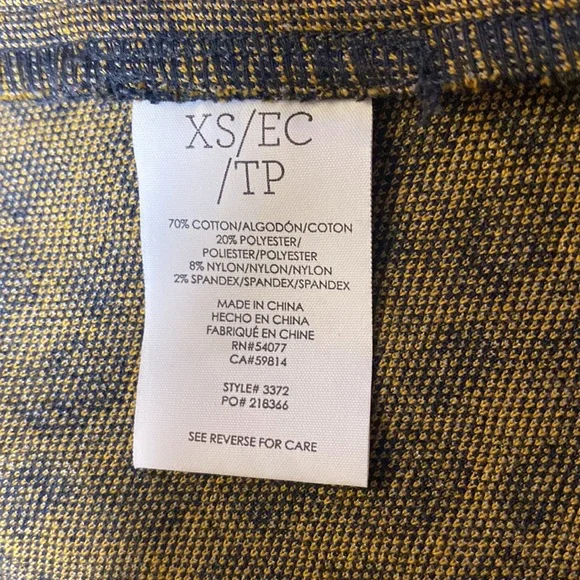 XS/EC
/TP
70% COTTON/ALGODÓN/COTON
20% POLYESTER/
POLIESTER/POLYESTER
8% NYLON/NYLON/NYLON
2% SPANDEX/SPANDEX/SPANDEX
MADE IN CHINA
HECHO EN CHINA
FABRIQUÉ EN CHINE
RN#54077
CA#59814
STYLE# 3372
PO# 218366
SEE REVERSE FOR CARE